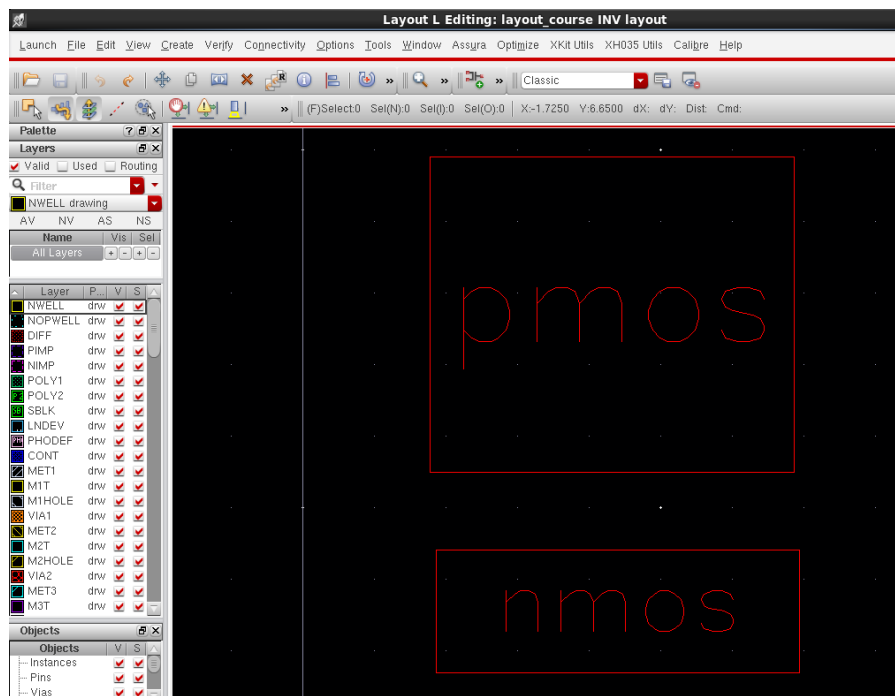 Layout L Editing: layout_course INV layout
Launch File Edit View Create Verify Connectivity Options Tools Window Assura Optimize XKit Utils XH035 Utils Calibre Help
» » » Classic »
» (F)Select:0 Sel(N):0 Sel(I):0 Sel(O):0 X:-1.7250 Y:6.6500 dX: dY: Dist: Cmd:
Palette
Layers
Valid Used Routing
Filter
NWELL drawing
AV NV AS NS
Name Vis Sel
All Layers + - + -
Layer P... V S
NWELL drw
NOPWELL drw
DIFF drw
PIMP drw
NIMP drw
POLY1 drw
POLY2 drw
SBLK drw
LNDEV drw
PHODEF drw
CONT drw
MET1 drw
M1T drw
M1HOLE drw
VIA1 drw
MET2 drw
M2T drw
M2HOLE drw
VIA2 drw
MET3 drw
M3T drw
Objects
Objects V S
Instances
Pins
Vias
pmos
nmos